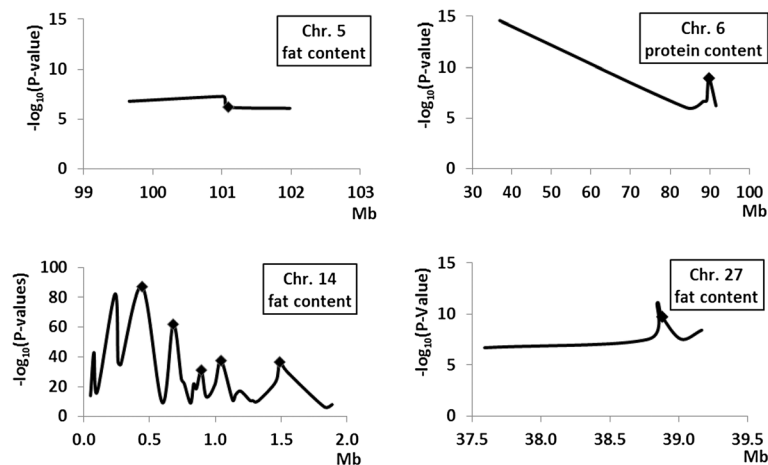 Chr. 5
fat content
-log10(P-value)
15
10
5
0
99 100 101 102 103
Mb
Chr. 6
protein content
-log10(P-value)
15
10
5
0
30 40 50 60 70 80 90 100
Mb
Chr. 14
fat content
-log10(P-values)
100
80
60
40
20
0
0.0 0.5 1.0 1.5 2.0
Mb
Chr. 27
fat content
-log10(P-Value)
15
10
5
0
37.5 38.0 38.5 39.0 39.5
Mb